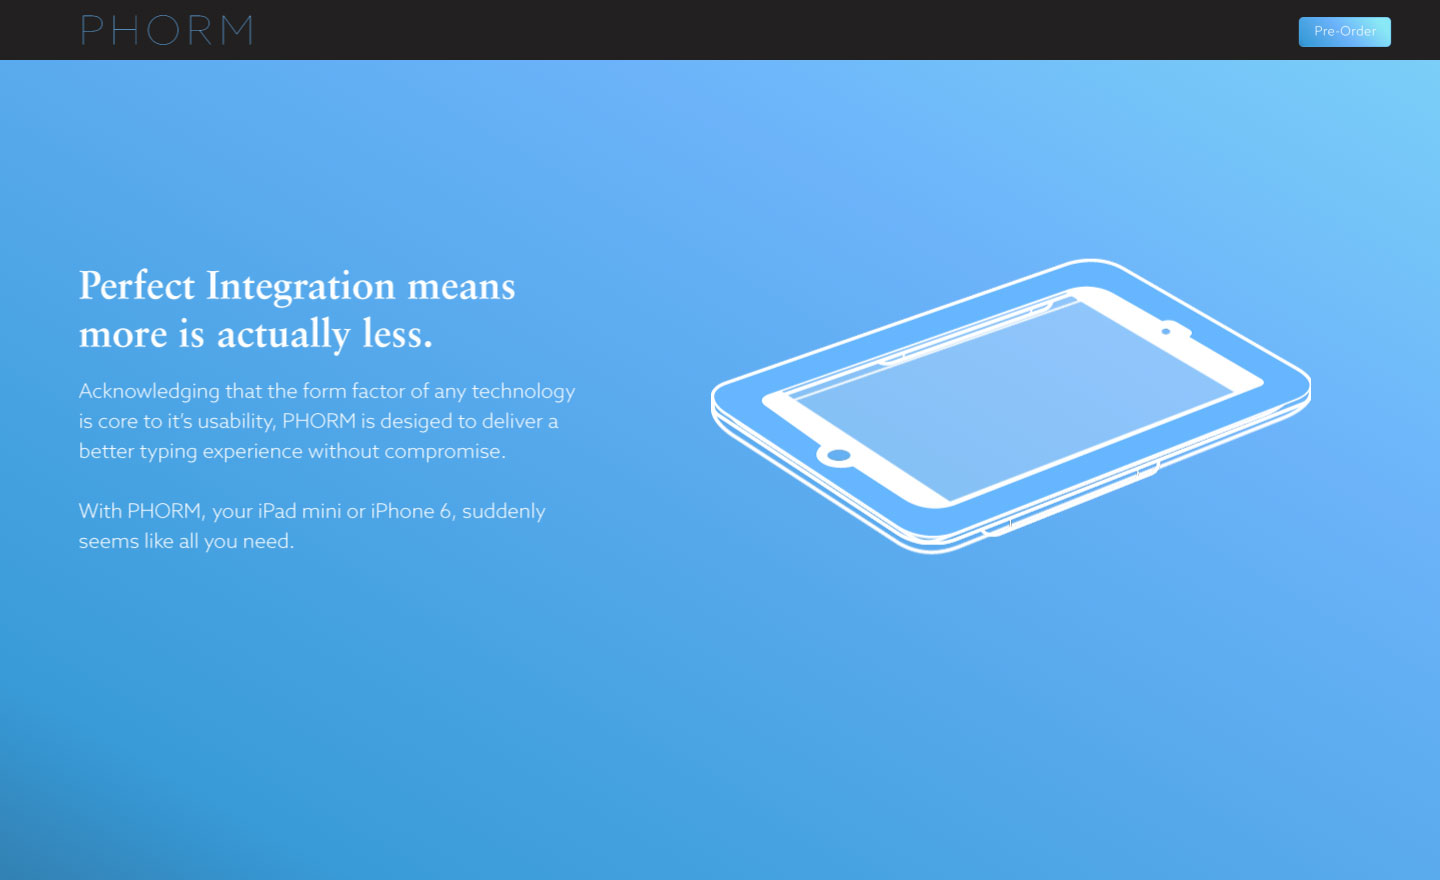 PHORM
Pre-Order
Perfect Integration means
more is actually less.
Acknowledging that the form factor of any technology
is core to it’s usability, PHORM is desiged to deliver a
better typing experience without compromise.
With PHORM, your iPad mini or iPhone 6, suddenly
seems like all you need.